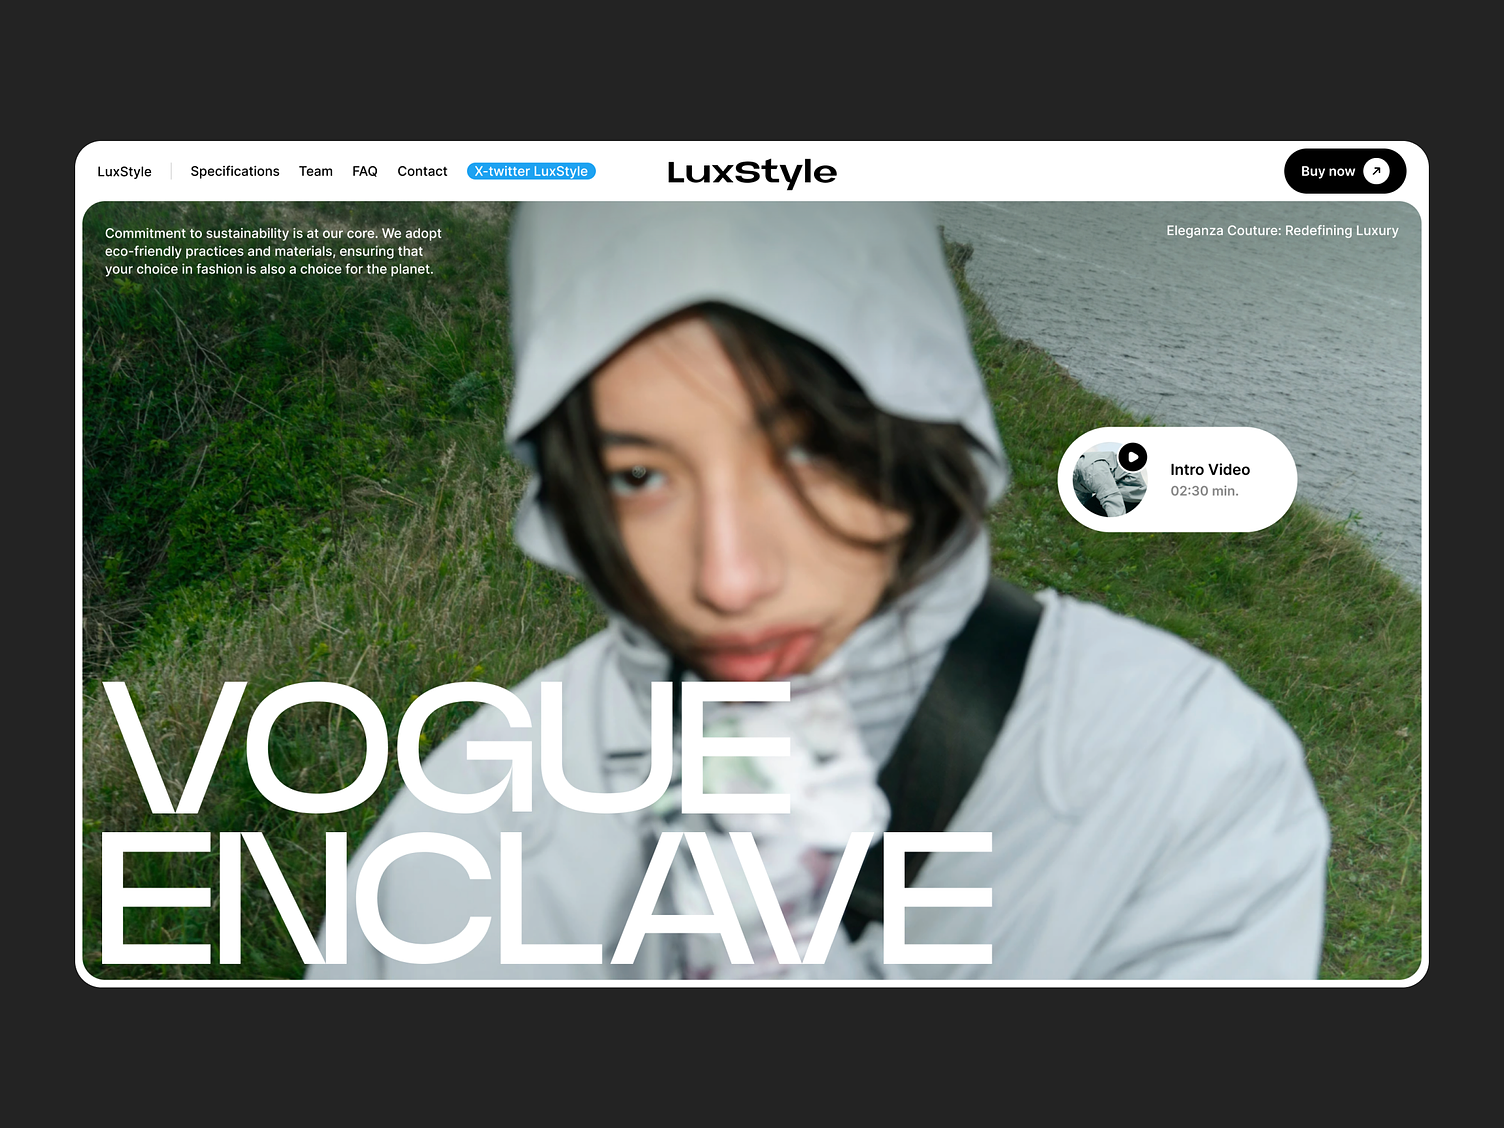 LuxStyle
Specifications
Team
FAQ
Contact
X-twitter LuxStyle
LuxStyle
Buy now
Commitment to sustainability is at our core. We adopt
eco-friendly practices and materials, ensuring that
your choice in fashion is also a choice for the planet.
Eleganza Couture: Redefining Luxury
Intro Video
02:30 min.
VOGUE
ENCLAVE